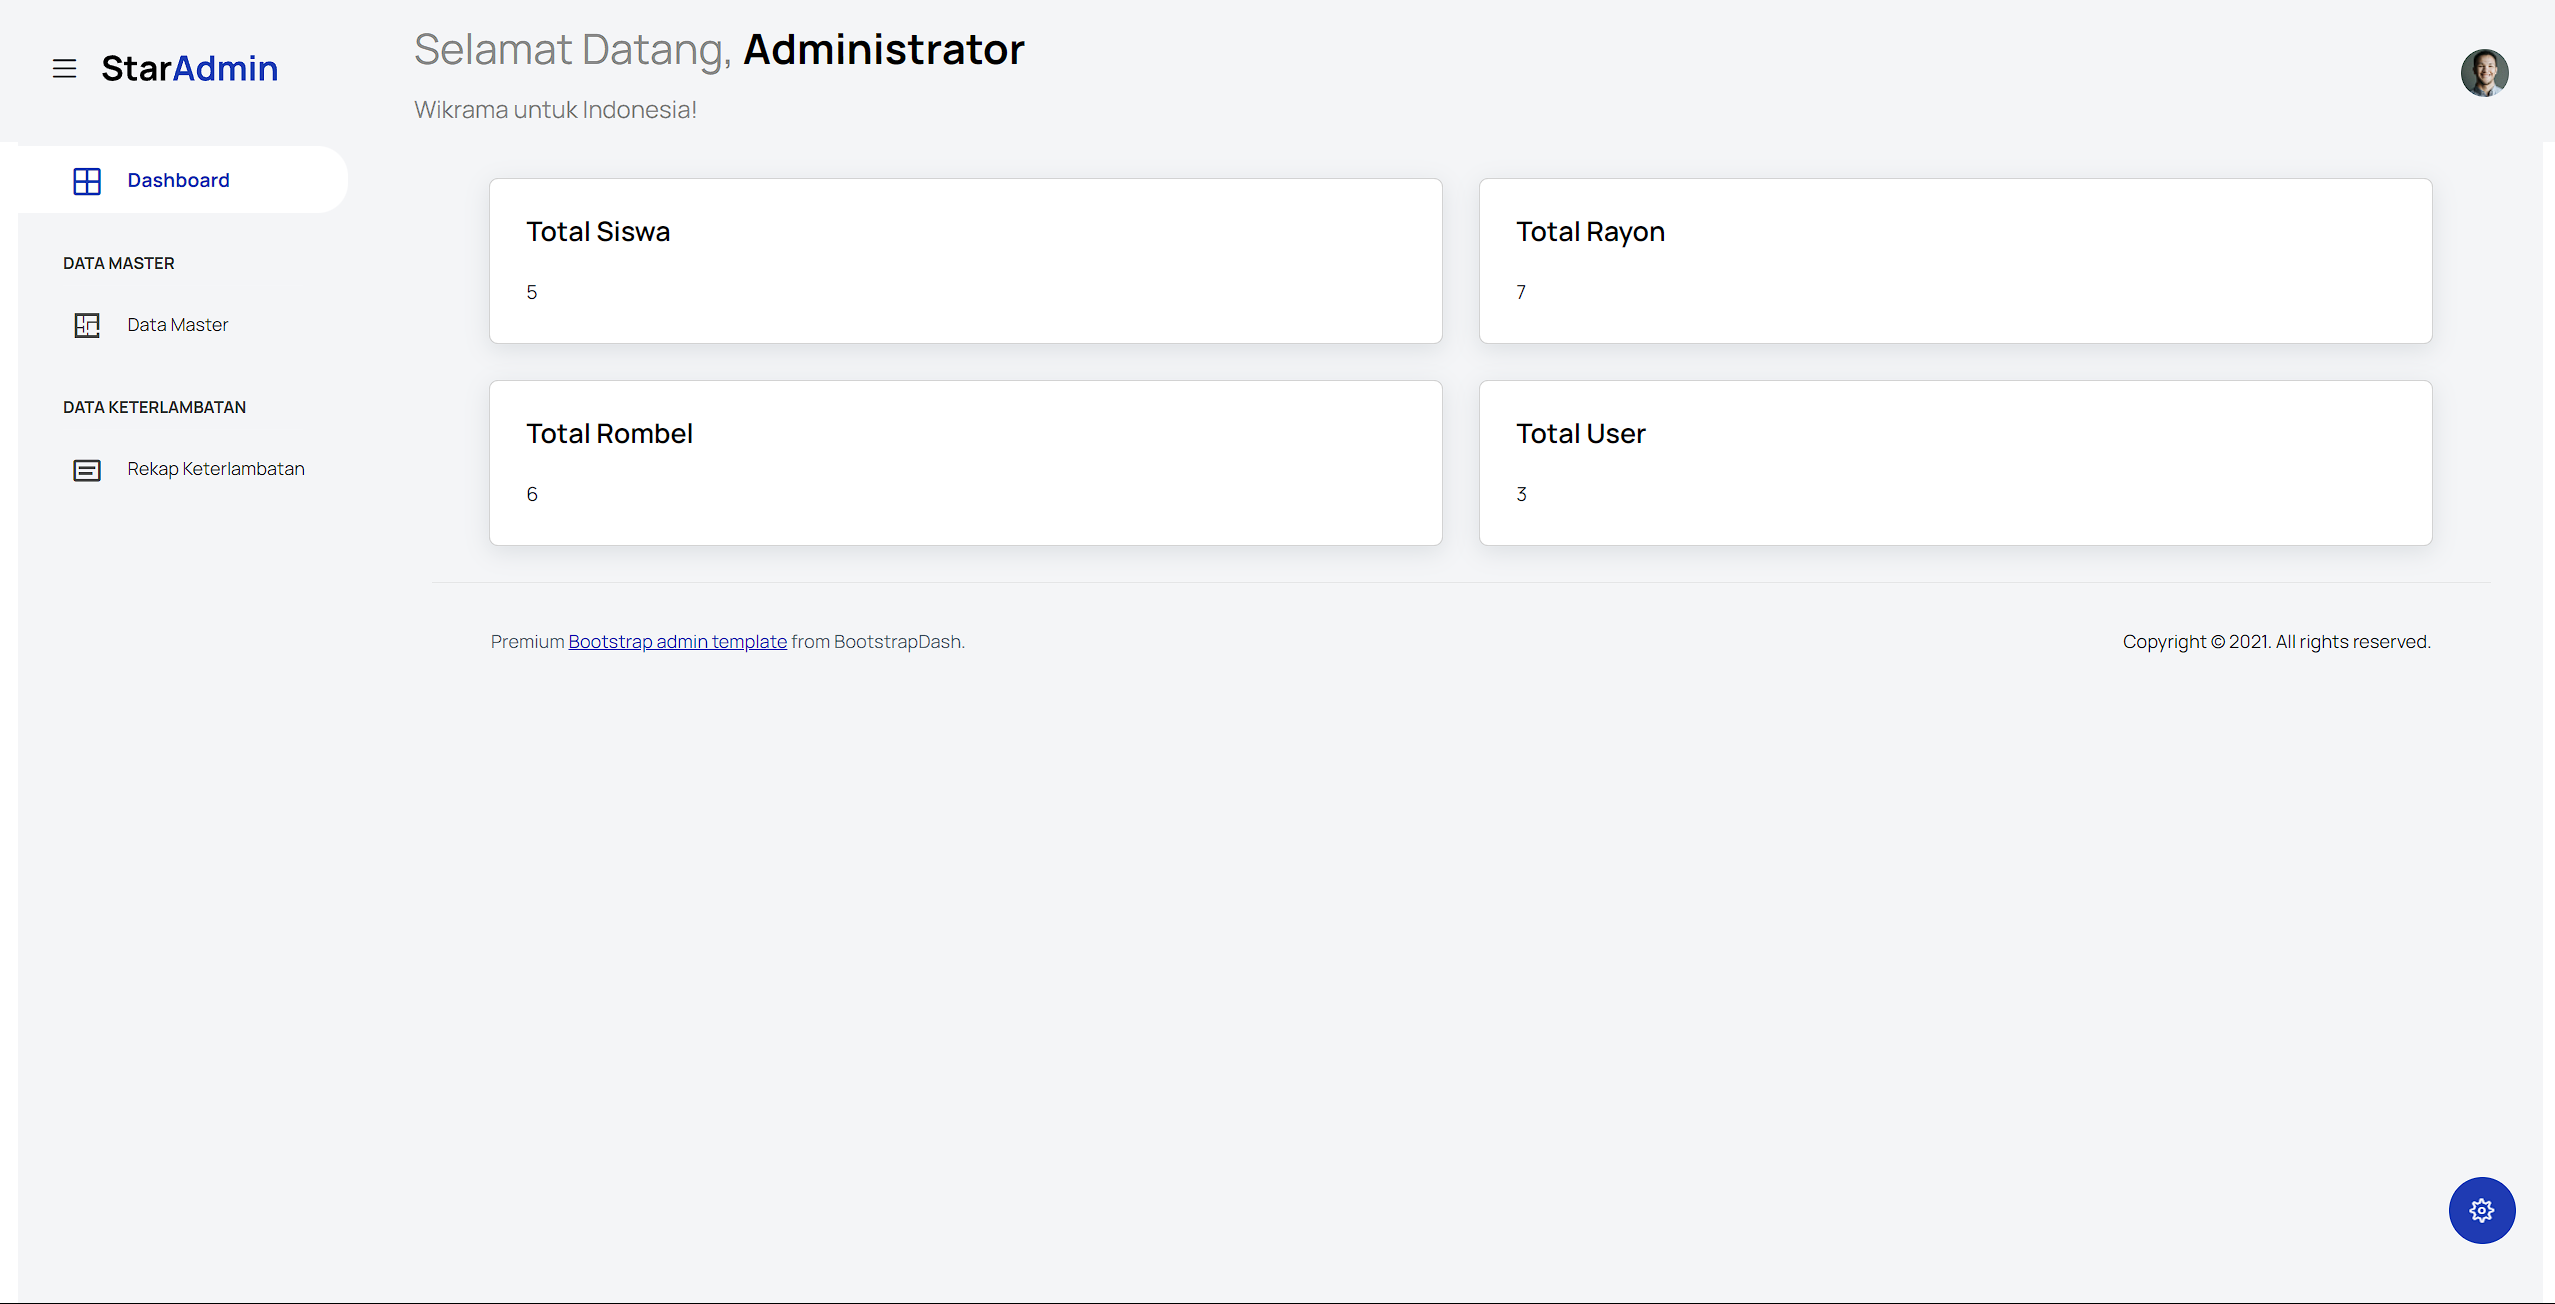 StarAdmin
Selamat Datang, Administrator
Wikrama untuk Indonesia!
Dashboard
DATA MASTER
Data Master
DATA KETERLAMBATAN
Rekap Keterlambatan
Total Siswa
5
Total Rayon
7
Total Rombel
6
Total User
3
Premium Bootstrap admin template from BootstrapDash.
Copyright © 2021. All rights reserved.